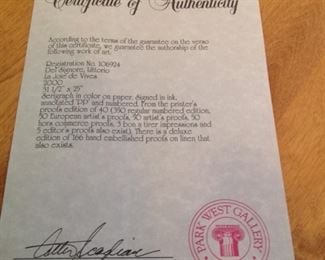 Certificate of Authenticity
According to the terms of the guarantee on the verso
of this certificate, we guarantee the authorship of the
following work of art.
Registration No. 106924
Del Signore, Littorio
La Jose de Vives
2000
31 1/2" x 25"
Serigraph in color on paper. Signed in ink,
annotated "PP" and numbered. From the printer's
proofs edition of 40 (350 regular numbered edition,
50 European artist's proofs, 50 artist's proofs, 50
hors commerce proofs, 3 bon a tirer impressions and
5 editor's proofs also exist). There is a deluxe
edition of 166 hand embellished proofs on linen that
also exists.
PARK WEST GALLERY